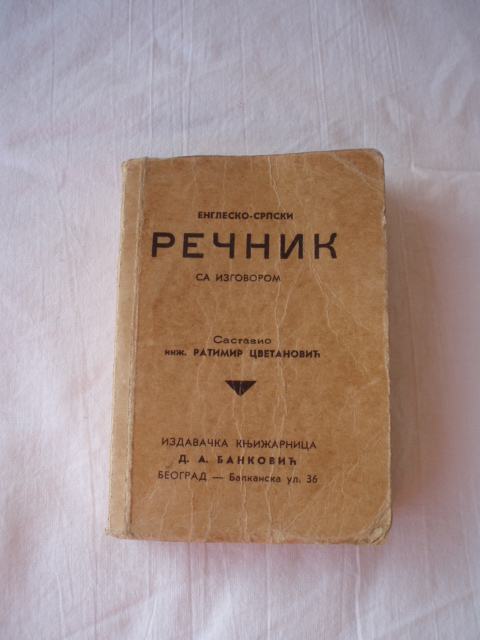 ЕНГЛЕСКО-СРПСКИ
РЕЧНИК
СА ИЗГОВОРОМ
Саставио
инж. РАТИМИР ЦВЕТАНОВИЋ
ИЗДАВАЧКА КЊИЖАРНИЦА
Д. А. БАНКОВИЋ
БЕОГРАД — Балканска ул. 36